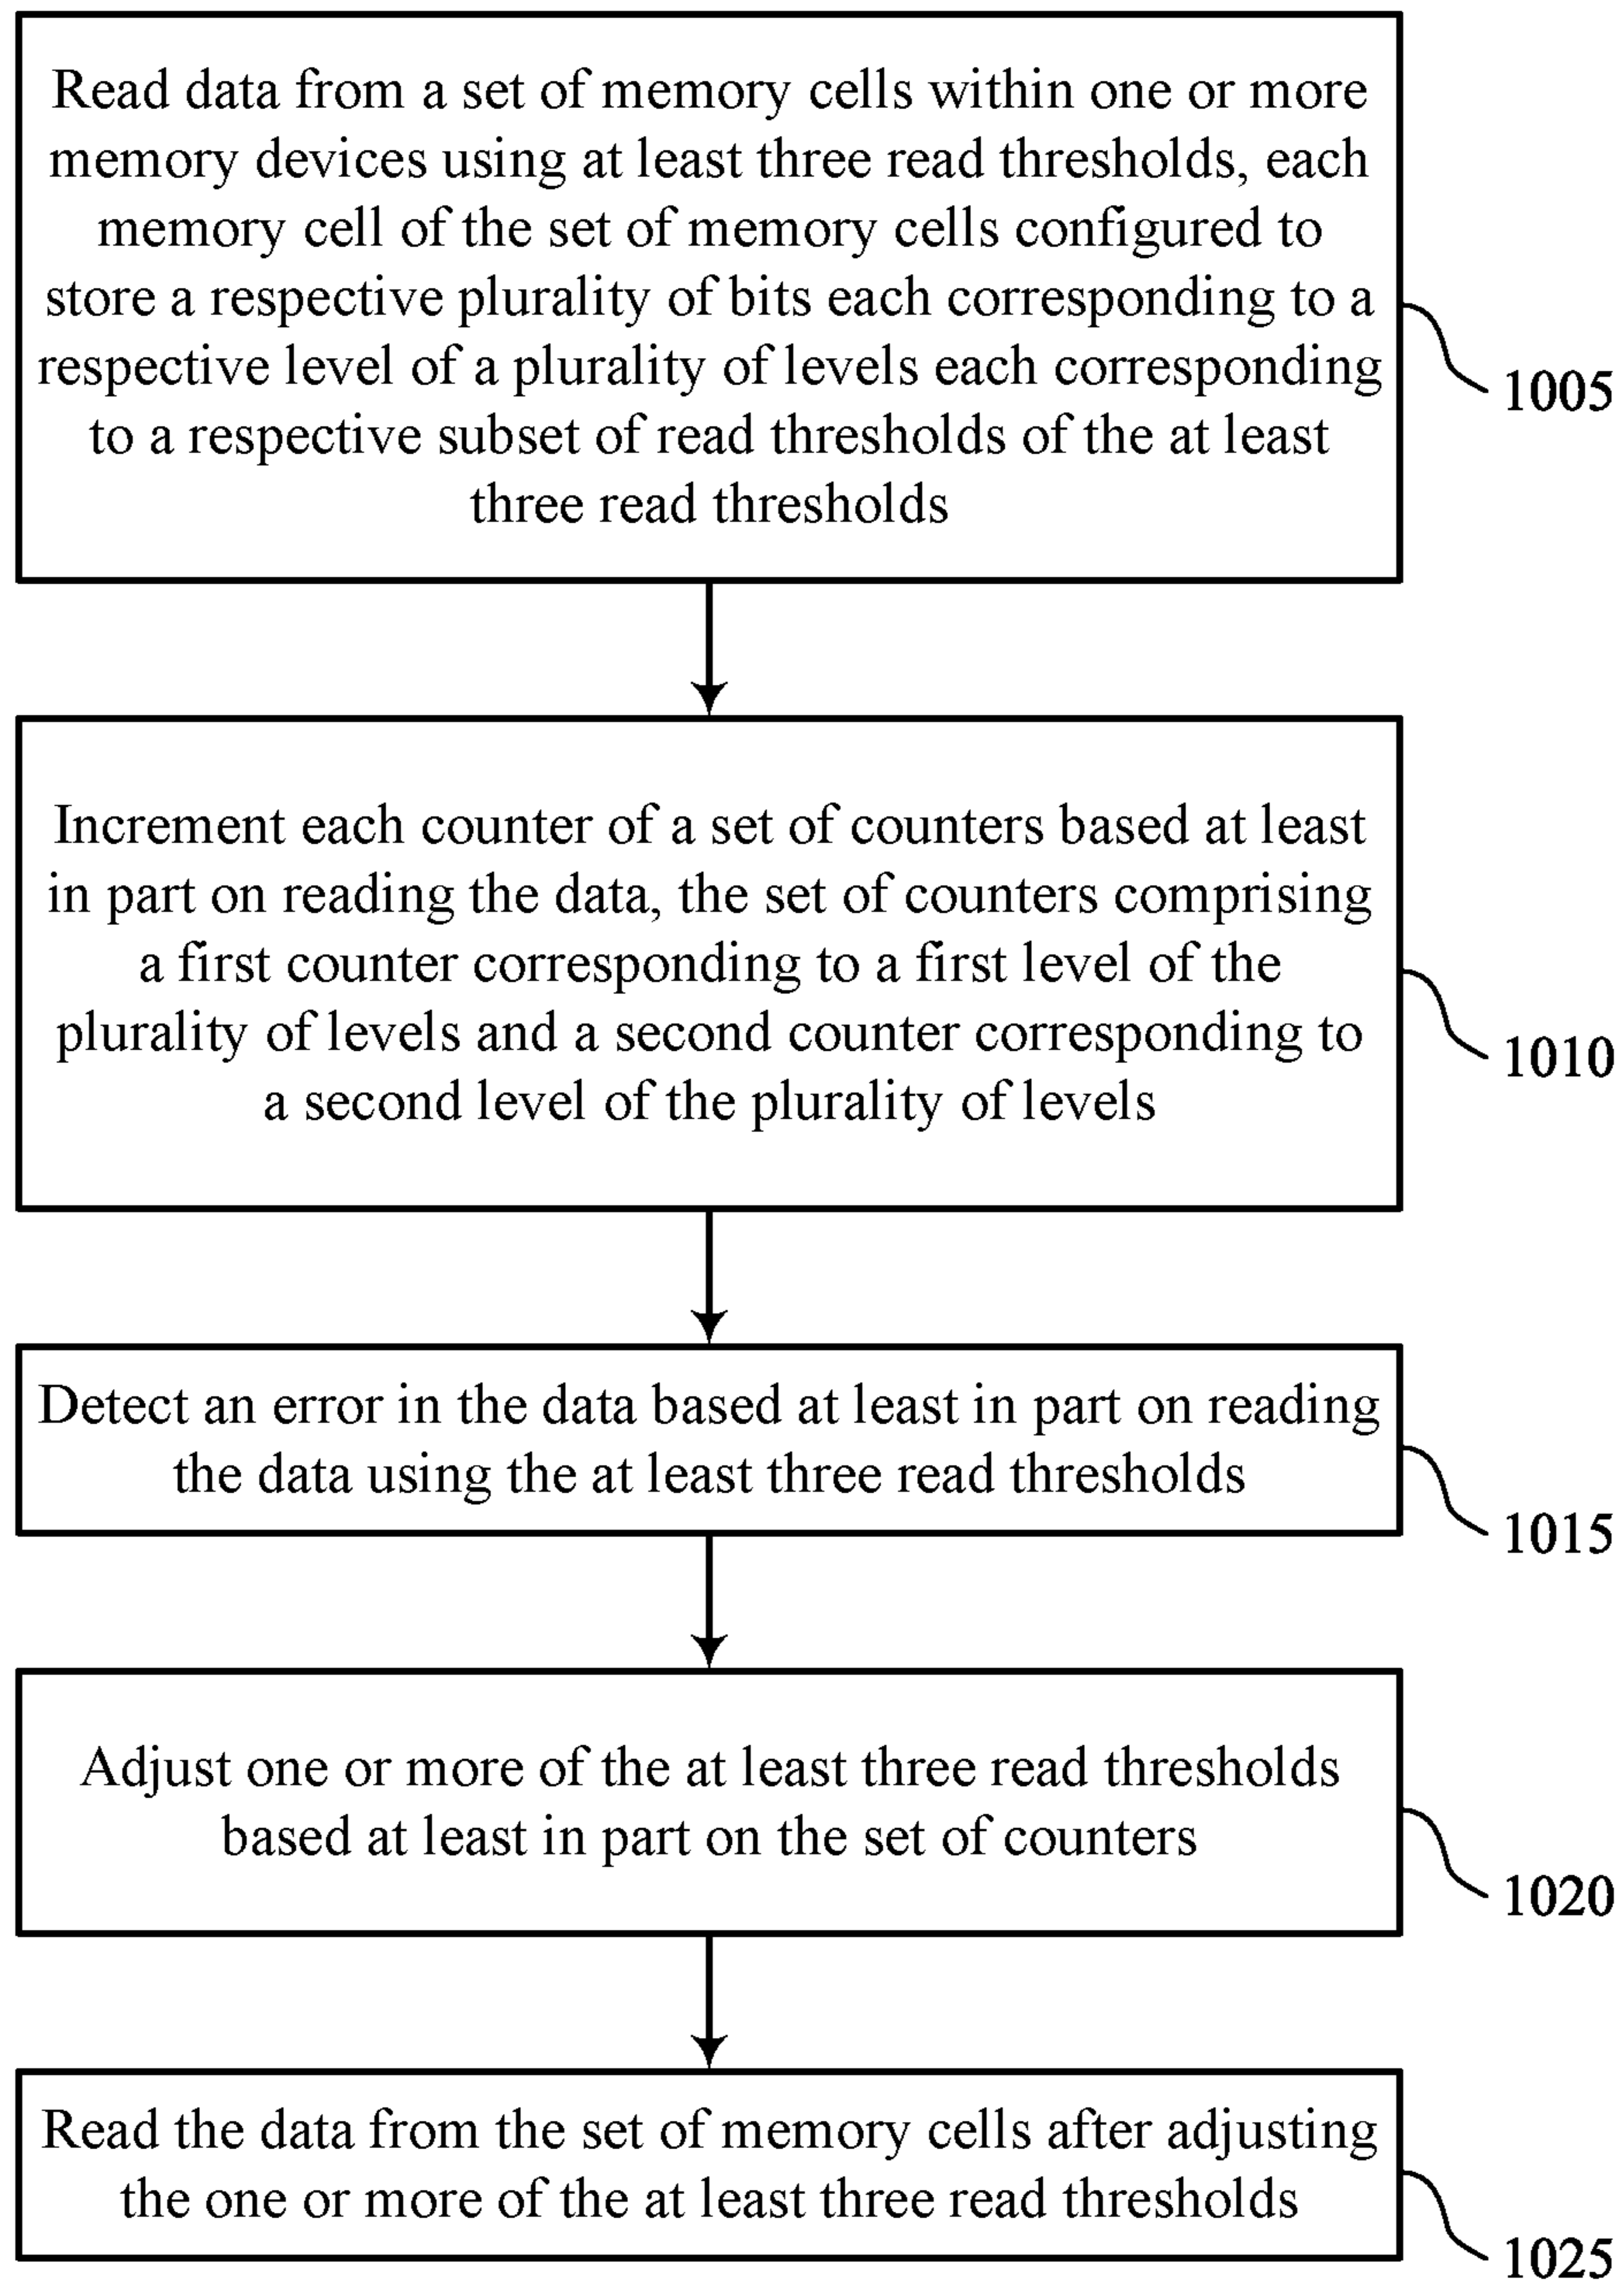 Read data from a set of memory cells within one or more
memory devices using at least three read thresholds, each
memory cell of the set of memory cells configured to
store a respective plurality of bits each corresponding to a
respective level of a plurality of levels each corresponding
to a respective subset of read thresholds of the at least
three read thresholds
1005
Increment each counter of a set of counters based at least
in part on reading the data, the set of counters comprising
a first counter corresponding to a first level of the
plurality of levels and a second counter corresponding to
a second level of the plurality of levels
1010
Detect an error in the data based at least in part on reading
the data using the at least three read thresholds
1015
Adjust one or more of the at least three read thresholds
based at least in part on the set of counters
1020
Read the data from the set of memory cells after adjusting
the one or more of the at least three read thresholds
1025